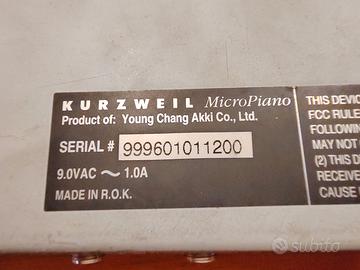 KURZWEIL MicroPiano
Product of: Young Chang Akki Co., Ltd.
SERIAL # 999601011200
9.0VAC ~ 1.0A
MADE IN R.O.K.
THIS DEVIC
FCC RULE
FOLLOWIN
MAY NOT
(2) THIS D
RECEIVE
CAUSE
subito